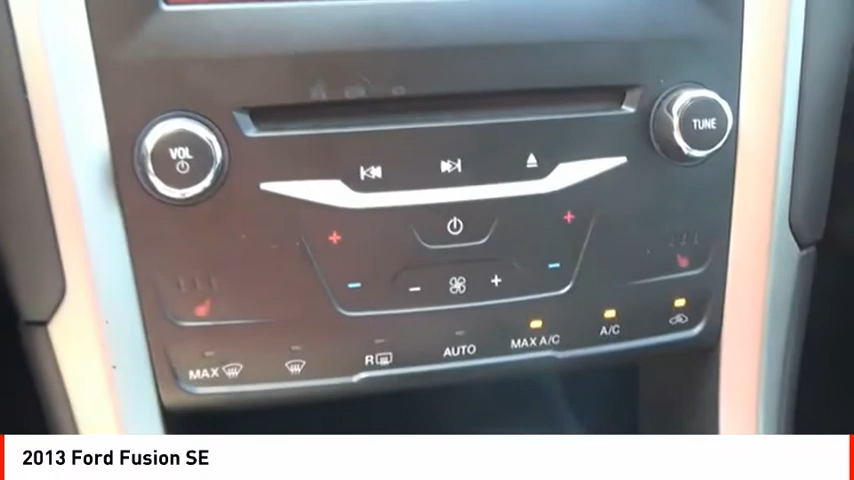 VOL
TUNE
MAX
R
AUTO
MAX A/C
A/C
2013 Ford Fusion SE